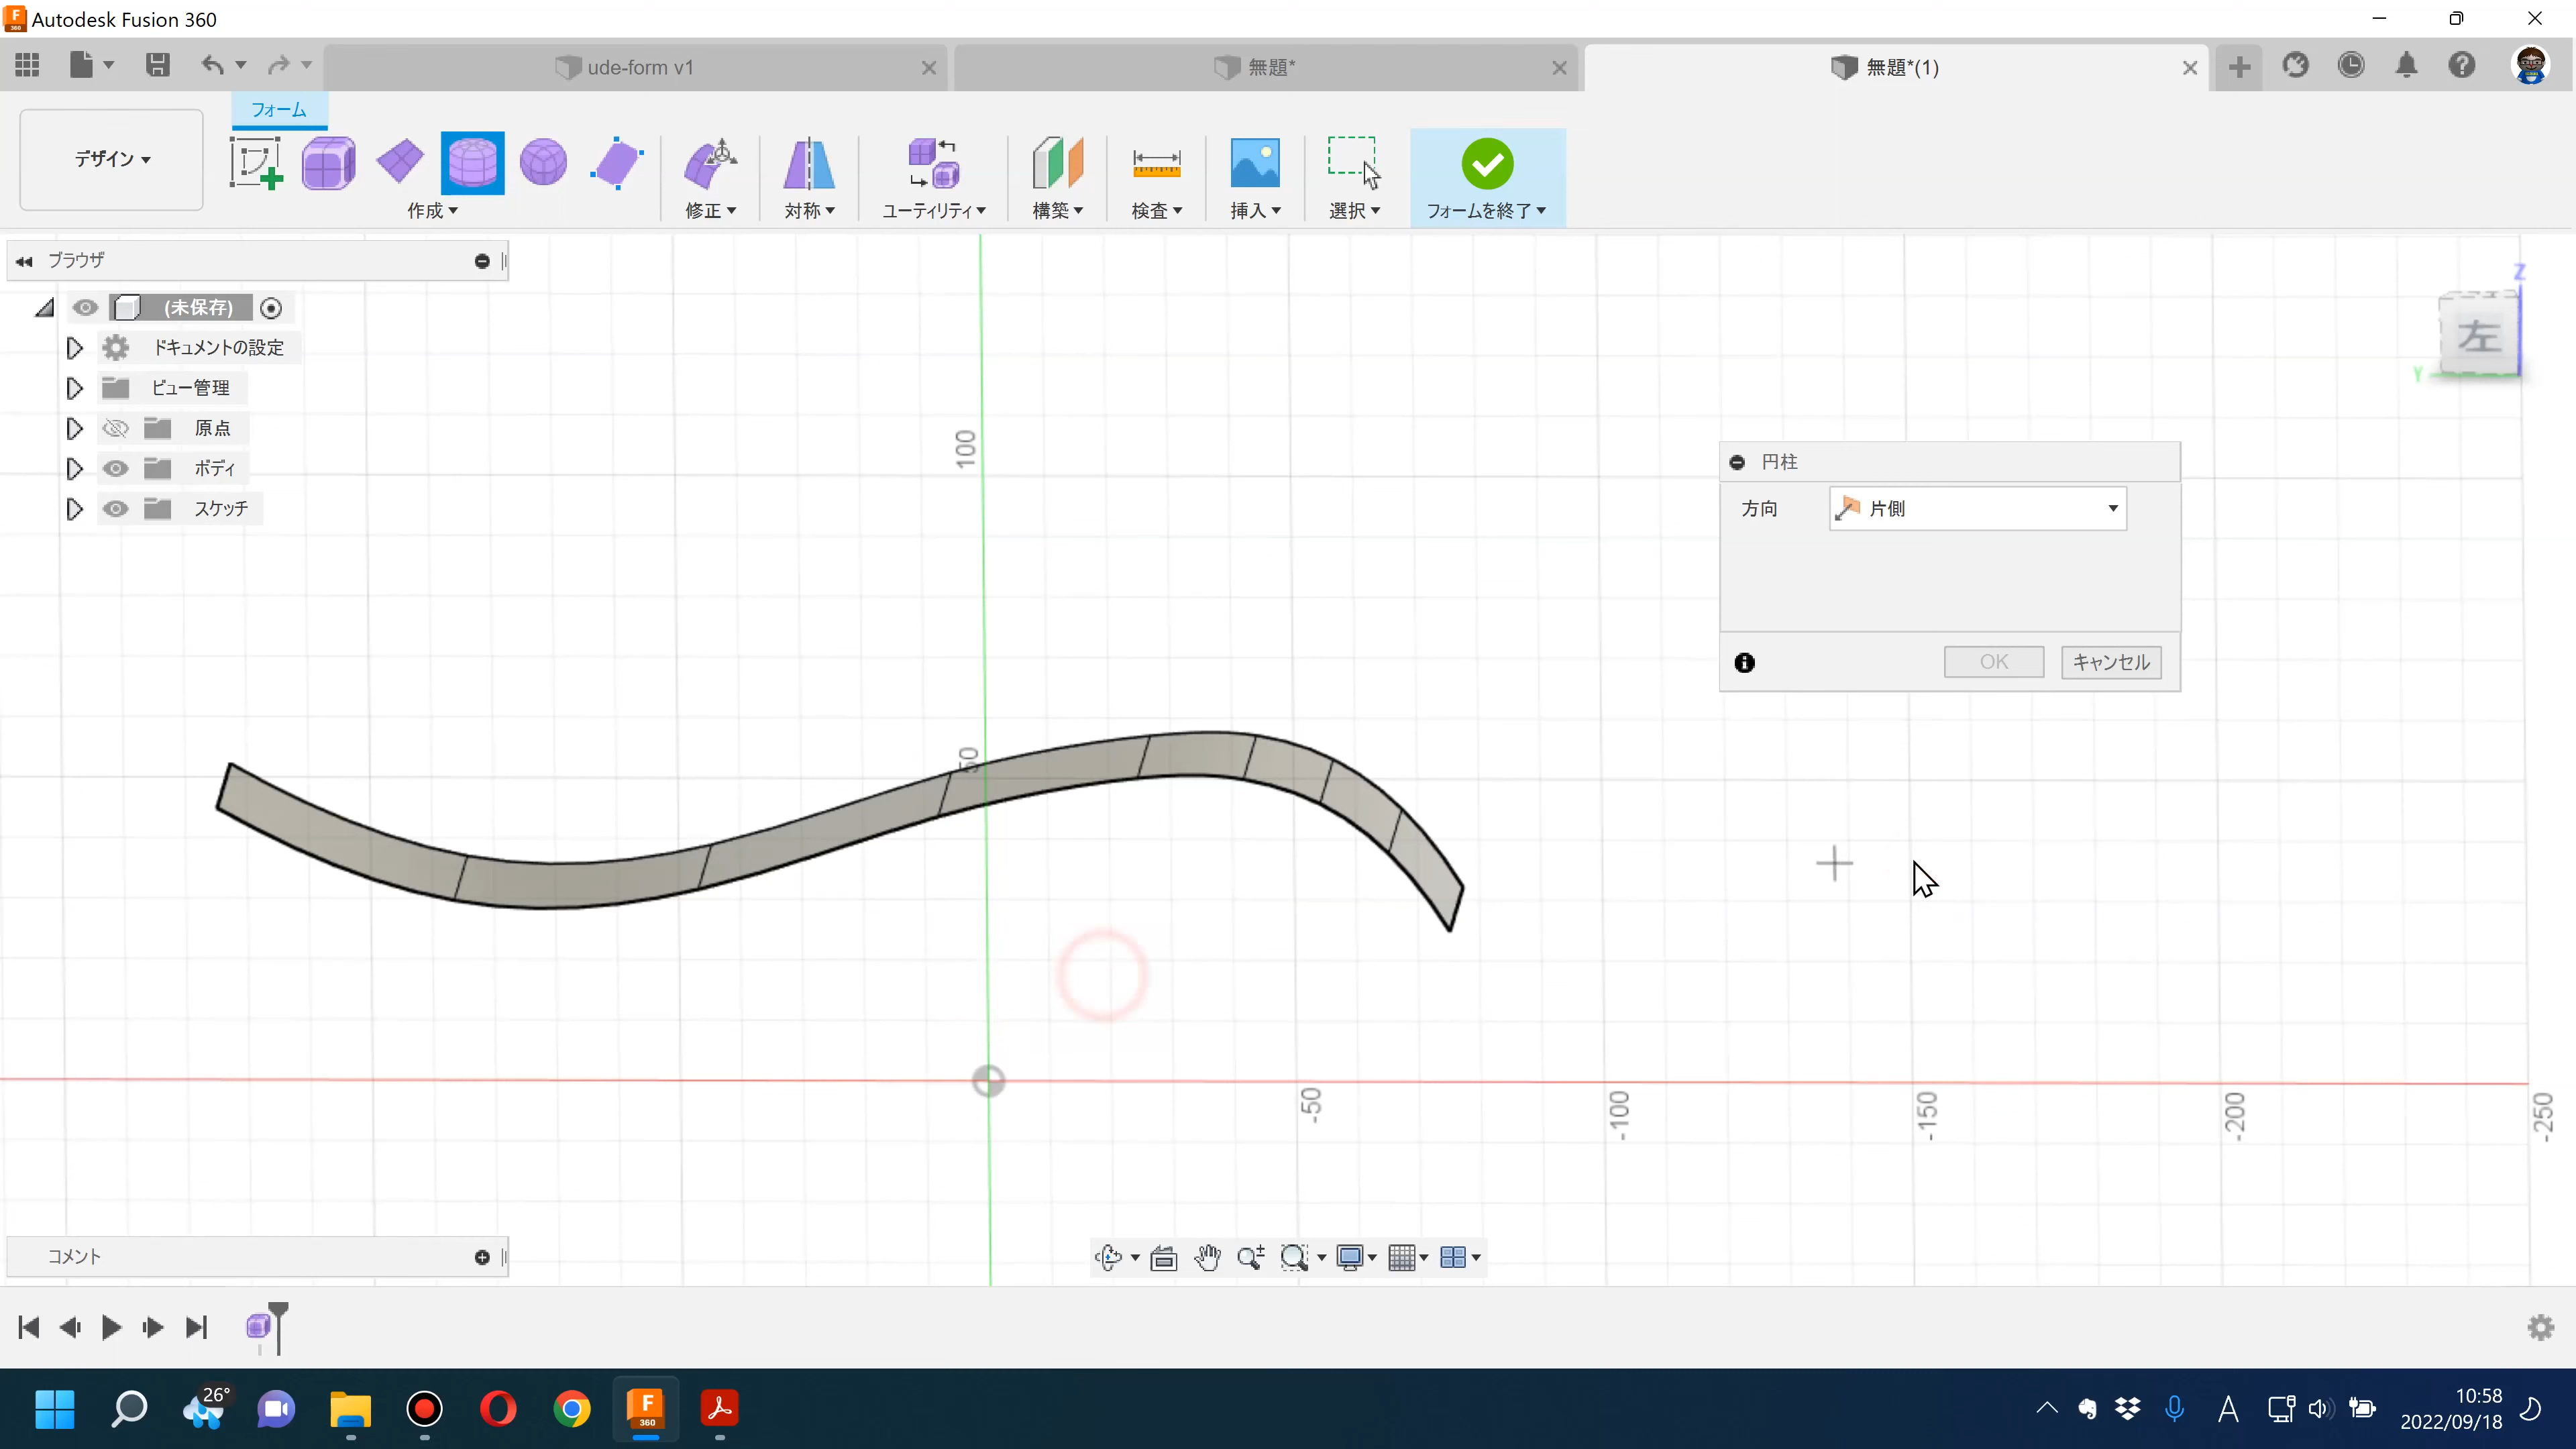 Autodesk Fusion 360
ude-form v1
無題*
無題*(1)
フォーム
デザイン
作成
修正
対称
ユーティリティ
構築
検査
挿入
選択
フォームを終了
ブラウザ
(未保存)
ドキュメントの設定
ビュー管理
原点
ボディ
スケッチ
Z
左
Y
100
50
円柱
方向
片側
OK
キャンセル
-50
-100
-150
-200
-250
コメント
26°
F
360
A
10:58
2022/09/18